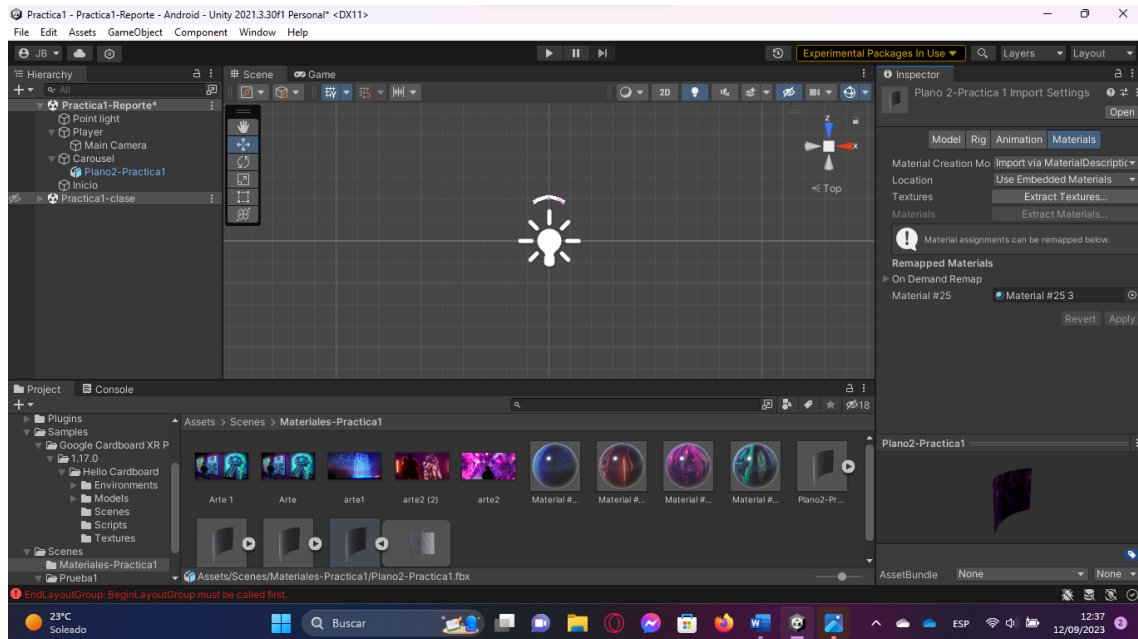 Practica1 - Practica1-Reporte - Android - Unity 2021.3.30f1 Personal* <DX11>
File Edit Assets GameObject Component Window Help
JB Experimental Packages In Use Layers Layout
Hierarchy
All
Practica1-Reporte*
Point light
Player
Main Camera
Carousel
Plano2-Practica1
Inicio
Practica1-clase
Scene Game
2D
z
x
Top
Inspector
Plano 2-Practica 1 Import Settings
Open
Model Rig Animation Materials
Material Creation Mo Import via MaterialDescriptic
Location Use Embedded Materials
Textures Extract Textures...
Materials Extract Materials...
Material assignments can be remapped below.
Remapped Materials
On Demand Remap
Material #25 Material #25 3
Revert Apply
Project Console
18
Plugins
Samples
Google Cardboard XR P
1.17.0
Hello Cardboard
Environments
Models
Scenes
Scripts
Textures
Scenes
Materiales-Practica1
Prueba1
Assets > Scenes > Materiales-Practica1
Arte 1 Arte arte1 arte2 (2) arte2 Material #... Material #... Material #... Material #... Plano2-Pr...
Assets/Scenes/Materiales-Practica1/Plano2-Practica1.fbx
Plano2-Practica1
AssetBundle None None
EndLayoutGroup: BeginLayoutGroup must be called first.
23°C
Soleado
Buscar
ESP
12:37
12/09/2023
2